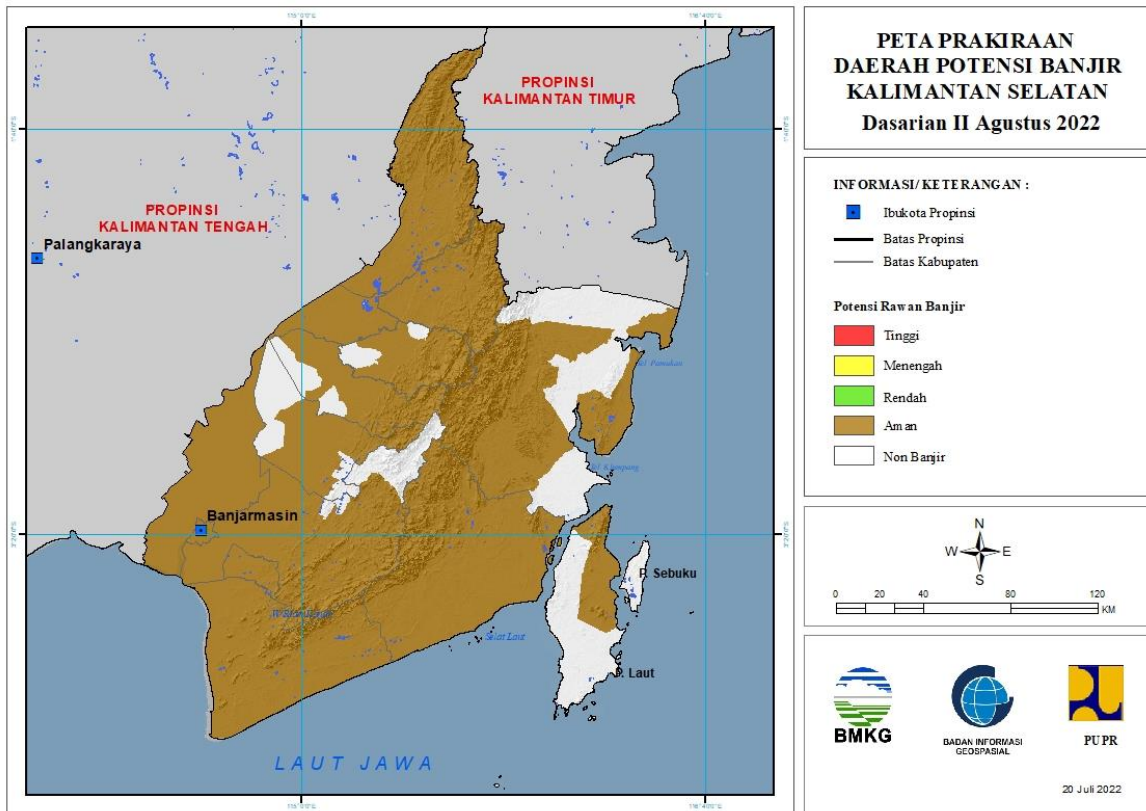 PETA PRAKIRAAN
DAERAH POTENSI BANJIR
KALIMANTAN SELATAN
Dasarian II Agustus 2022
INFORMASI/ KETERANGAN :
Ibukota Propinsi
Batas Propinsi
Batas Kabupaten
Potensi Rawan Banjir
Tinggi
Menengah
Rendah
Aman
Non Banjir
N
W E
S
0 20 40 80 120
KM
BMKG
BADAN INFORMASI
GEOSPASIAL
PUPR
20 Juli 2022
PROPINSI
KALIMANTAN TIMUR
PROPINSI
KALIMANTAN TENGAH
Palangkaraya
Banjarmasin
P. Sebuku
P. Laut
Selat Laut
LAUT JAWA